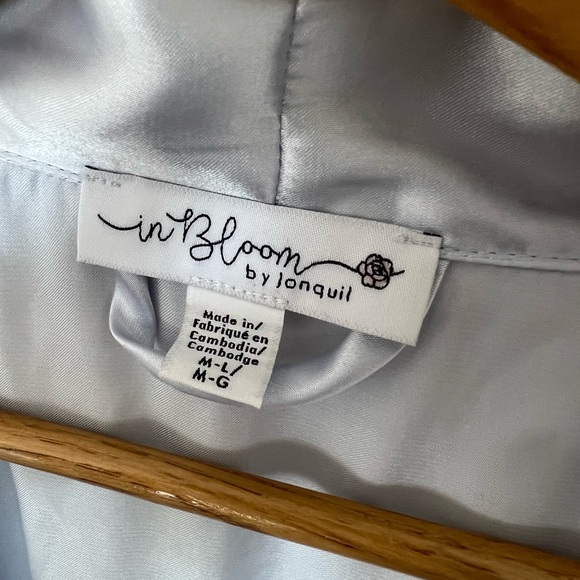 in Bloom
by Jonquil
Made in/
Fabriqué en
Cambodia/
Cambodge
M-L/
M-G